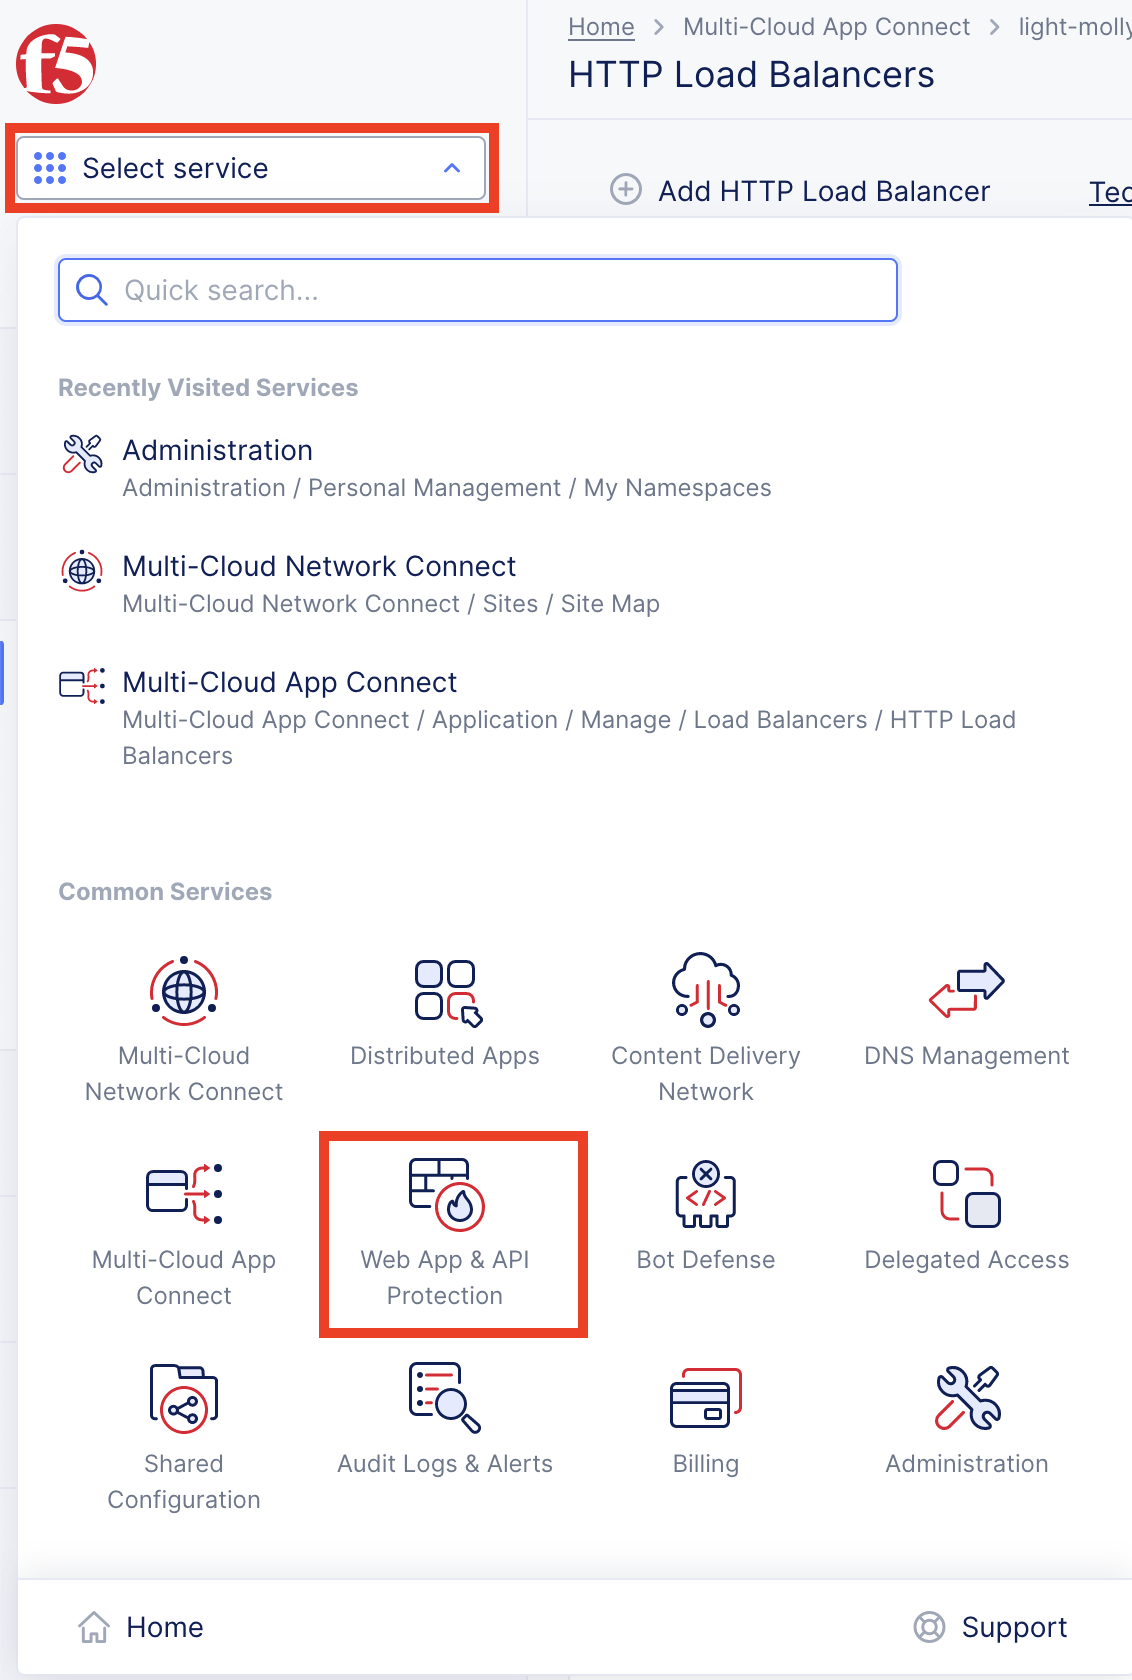 f5
Home > Multi-Cloud App Connect > light-molly
HTTP Load Balancers
Select service
Add HTTP Load Balancer
Quick search...
Recently Visited Services
Administration
Administration / Personal Management / My Namespaces
Multi-Cloud Network Connect
Multi-Cloud Network Connect / Sites / Site Map
Multi-Cloud App Connect
Multi-Cloud App Connect / Application / Manage / Load Balancers / HTTP Load
Balancers
Common Services
Multi-Cloud
Network Connect
Distributed Apps
Content Delivery
Network
DNS Management
Multi-Cloud App
Connect
Web App & API
Protection
Bot Defense
Delegated Access
Shared
Configuration
Audit Logs & Alerts
Billing
Administration
Home
Support